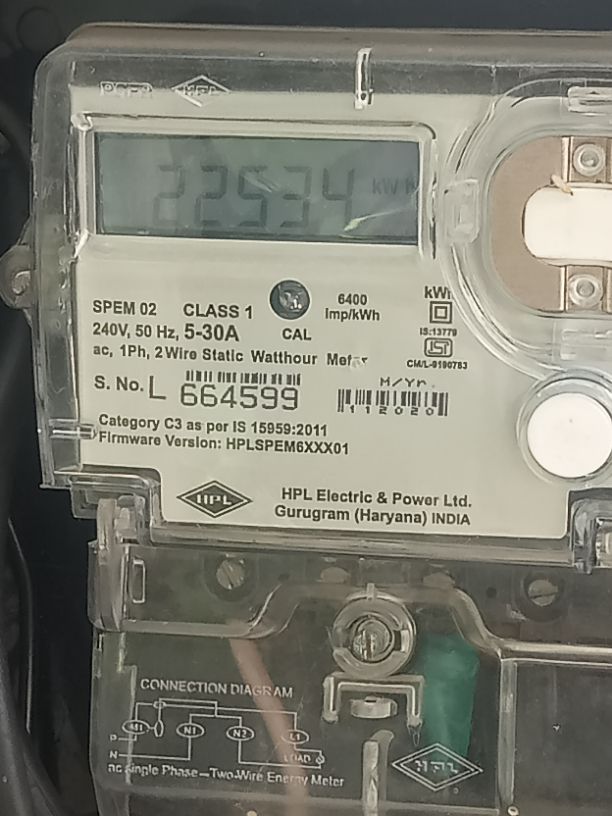 HPL
22534 kWh
SPEM 02 CLASS 1
6400
Imp/kWh
CAL
240V, 50 Hz, 5-30A
ac, 1Ph, 2 Wire Static Watthour Meter
kWh
IS:13779
CM/L-9190783
S. No. L 664599
M/Yr.
112020
Category C3 as per IS 15959:2011
Firmware Version: HPLSPEM6XXX01
HPL
HPL Electric & Power Ltd.
Gurugram (Haryana) INDIA
CONNECTION DIAGRAM
M1 N1 N2 L1
P
N
LOAD
ac Single Phase-Two-Wire Energy Meter
HPL